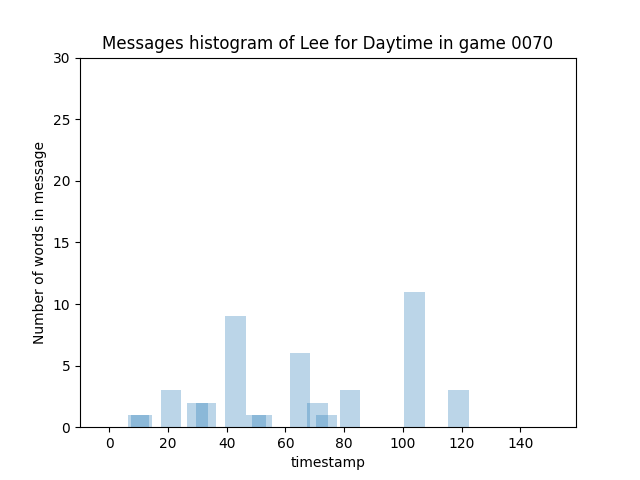 Messages histogram of Lee for Daytime in game 0070
30
25
20
15
10
5
0
Number of words in message
0 20 40 60 80 100 120 140
timestamp